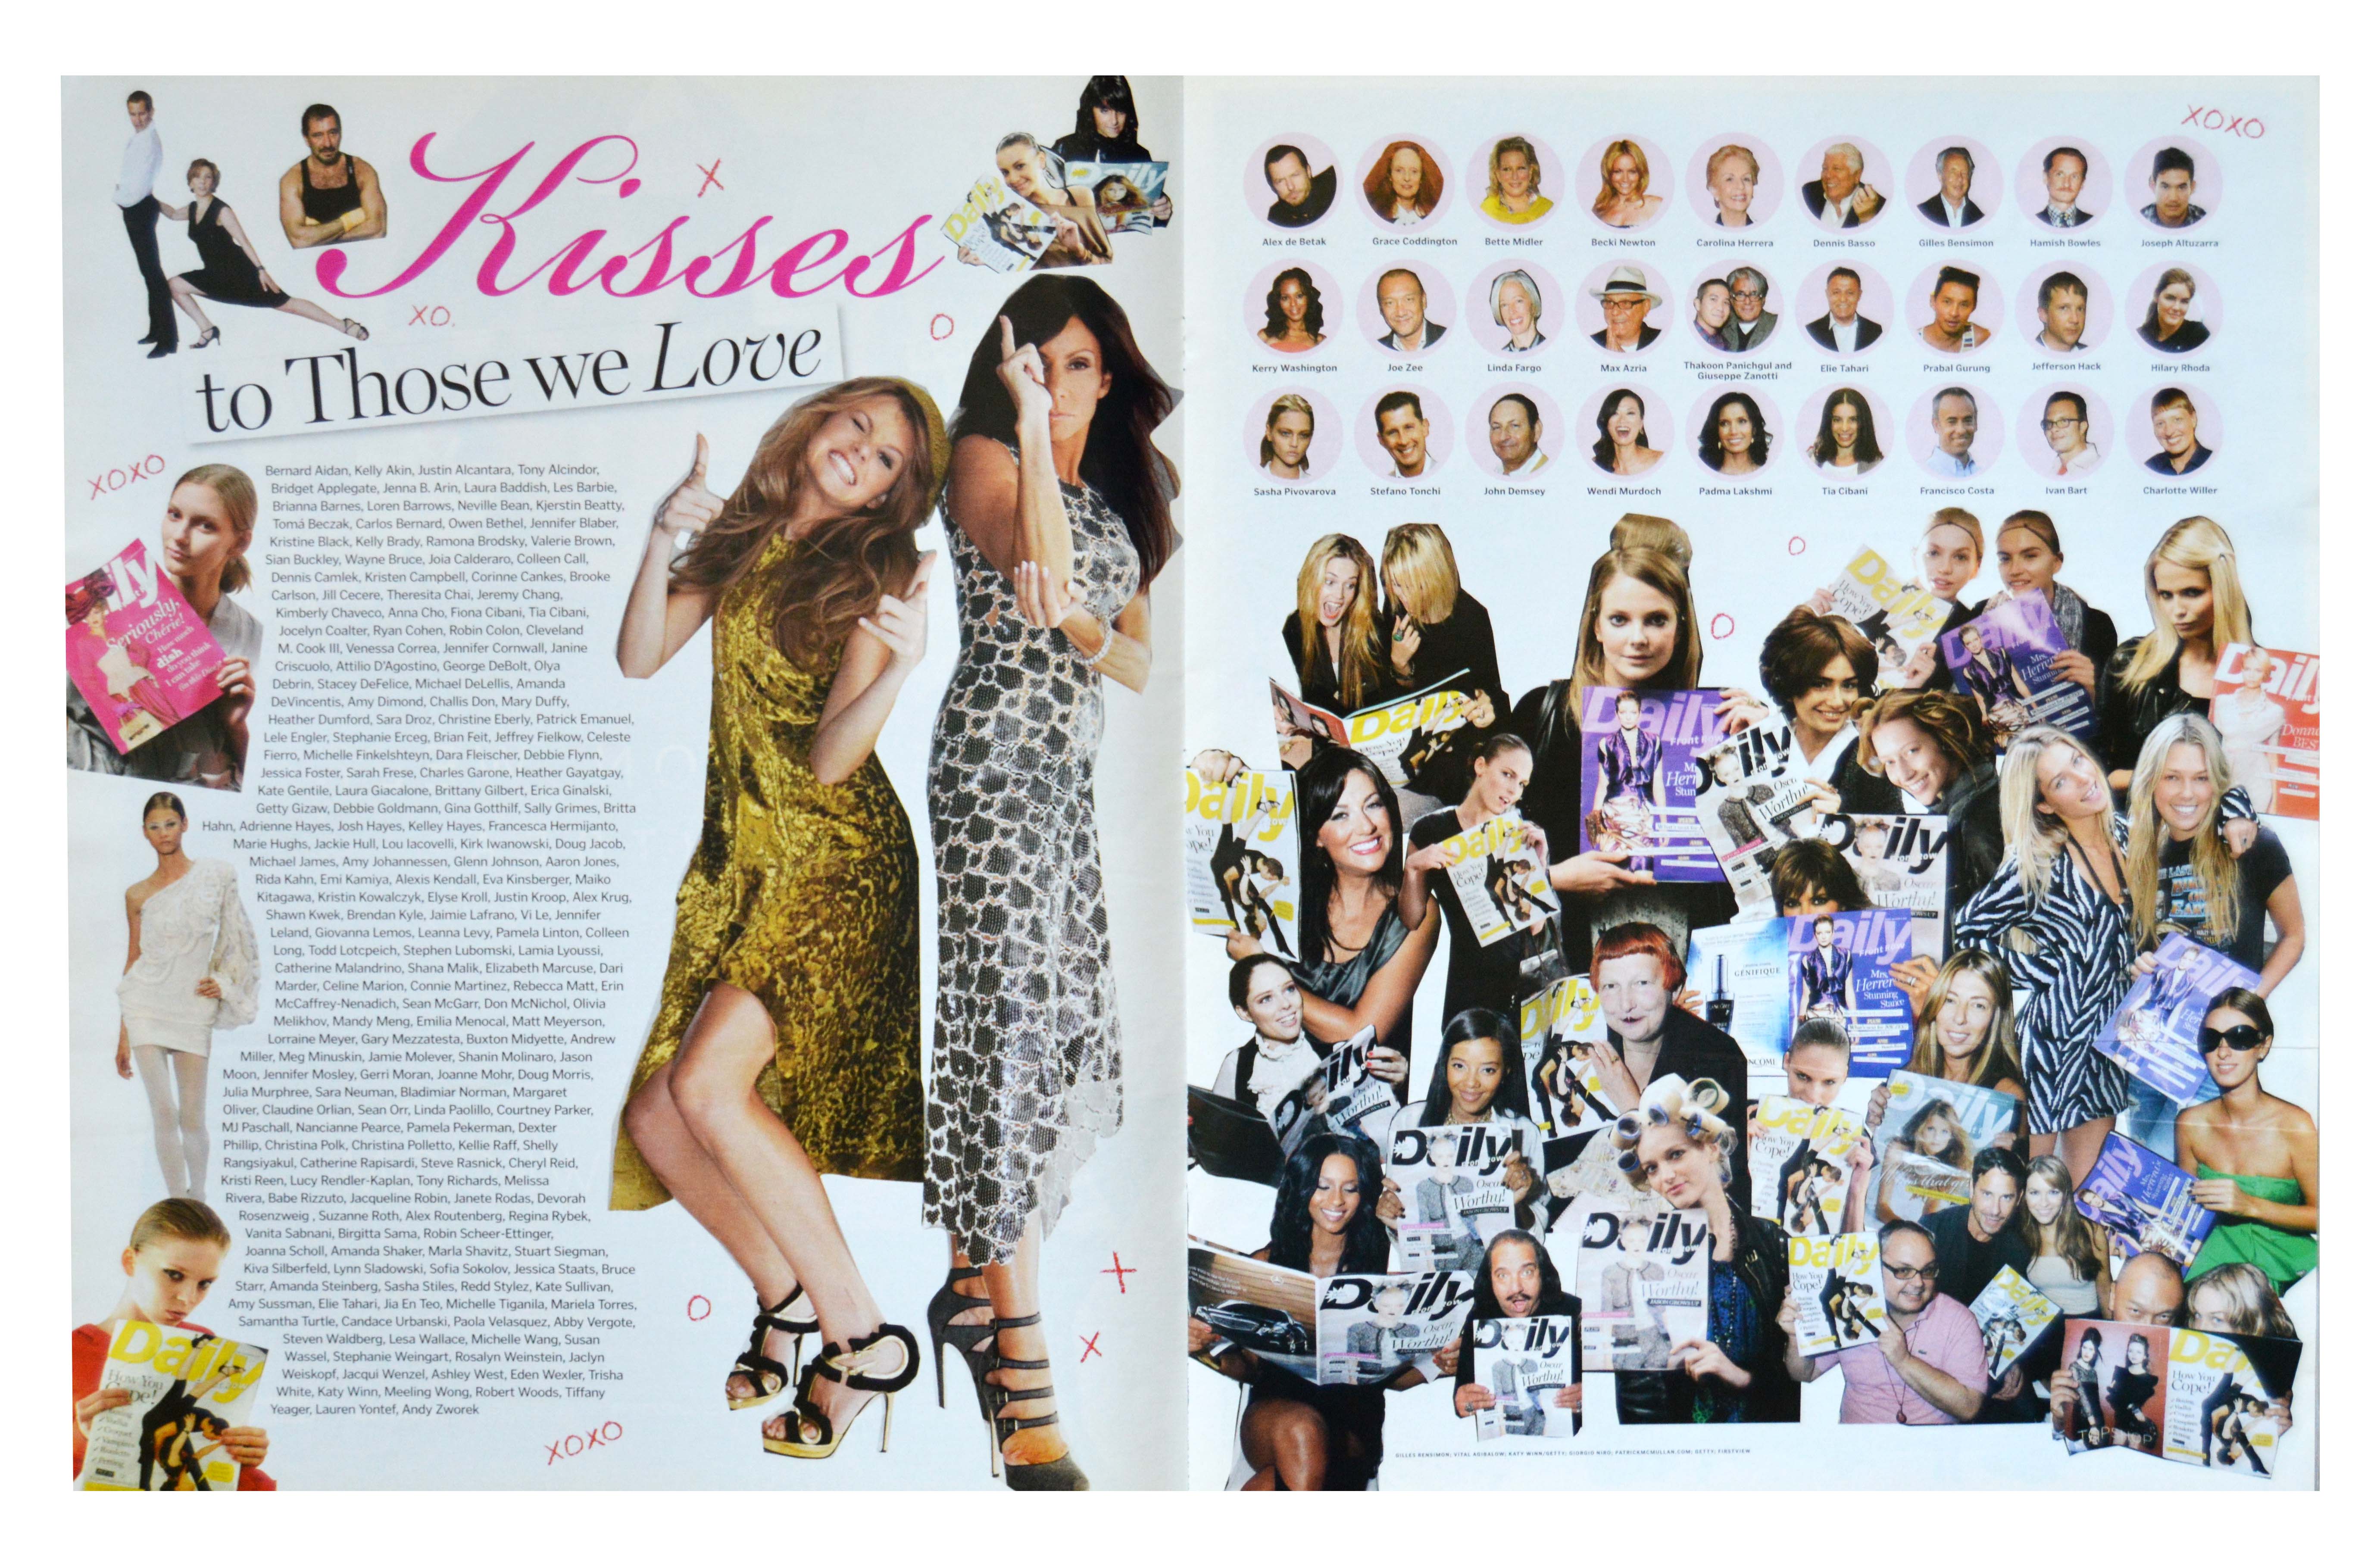 Kisses
to Those we Love
XO
XOXO
XOXO
XOXO
Bernard Aidan, Kelly Akin, Justin Alcantara, Tony Alcindor,
Bridget Applegate, Jenna B. Arin, Laura Baddish, Les Barbie,
Brianna Barnes, Loren Barrows, Neville Bean, Kjerstin Beatty,
Tomá Beczak, Carlos Bernard, Owen Bethel, Jennifer Blaber,
Kristine Black, Kelly Brady, Ramona Brodsky, Valerie Brown,
Sian Buckley, Wayne Bruce, Joia Calderaro, Colleen Call,
Dennis Camlek, Kristen Campbell, Corinne Cankes, Brooke
Carlson, Jill Cecere, Theresita Chai, Jeremy Chang,
Kimberly Chaveco, Anna Cho, Fiona Cibani, Tia Cibani,
Jocelyn Coalter, Ryan Cohen, Robin Colon, Cleveland
M. Cook III, Venessa Correa, Jennifer Cornwall, Janine
Criscuolo, Attilio D'Agostino, George DeBolt, Olya
Debrin, Stacey DeFelice, Michael DeLellis, Amanda
DeVincentis, Amy Dimond, Challis Don, Mary Duffy,
Heather Dumford, Sara Droz, Christine Eberly, Patrick Emanuel,
Lele Engler, Stephanie Erceg, Brian Feit, Jeffrey Fielkow, Celeste
Fierro, Michelle Finkelshteyn, Dara Fleischer, Debbie Flynn,
Jessica Foster, Sarah Frese, Charles Garone, Heather Gayatgay,
Kate Gentile, Laura Giacalone, Brittany Gilbert, Erica Ginalski,
Getty Gizaw, Debbie Goldmann, Gina Gotthilf, Sally Grimes, Britta
Hahn, Adrienne Hayes, Josh Hayes, Kelley Hayes, Francesca Hermijanto,
Marie Hughs, Jackie Hull, Lou Iacovelli, Kirk Iwanowski, Doug Jacob,
Michael James, Amy Johannessen, Glenn Johnson, Aaron Jones,
Rida Kahn, Emi Kamiya, Alexis Kendall, Eva Kinsberger, Maiko
Kitagawa, Kristin Kowalczyk, Elyse Kroll, Justin Kroop, Alex Krug,
Shawn Kwek, Brendan Kyle, Jaimie Lafrano, Vi Le, Jennifer
Leland, Giovanna Lemos, Leanna Levy, Pamela Linton, Colleen
Long, Todd Lotcpeich, Stephen Lubomski, Lamia Lyoussi,
Catherine Malandrino, Shana Malik, Elizabeth Marcuse, Dari
Marder, Celine Marion, Connie Martinez, Rebecca Matt, Erin
McCaffrey-Nenadich, Sean McGarr, Don McNichol, Olivia
Melikhov, Mandy Meng, Emilia Menocal, Matt Meyerson,
Lorraine Meyer, Gary Mezzatesta, Buxton Midyette, Andrew
Miller, Meg Minuskin, Jamie Molever, Shanin Molinaro, Jason
Moon, Jennifer Mosley, Gerri Moran, Joanne Mohr, Doug Morris,
Julia Murphree, Sara Neuman, Bladimiar Norman, Margaret
Oliver, Claudine Orlian, Sean Orr, Linda Paolillo, Courtney Parker,
MJ Paschall, Nancianne Pearce, Pamela Pekerman, Dexter
Phillip, Christina Polk, Christina Polletto, Kellie Raff, Shelly
Rangsiyakul, Catherine Rapisardi, Steve Rasnick, Cheryl Reid,
Kristi Reen, Lucy Rendler-Kaplan, Tony Richards, Melissa
Rivera, Babe Rizzuto, Jacqueline Robin, Janete Rodas, Devorah
Rosenzweig , Suzanne Roth, Alex Routenberg, Regina Rybek,
Vanita Sabnani, Birgitta Sama, Robin Scheer-Ettinger,
Joanna Scholl, Amanda Shaker, Marla Shavitz, Stuart Siegman,
Kiva Silberfeld, Lynn Sladowski, Sofia Sokolov, Jessica Staats, Bruce
Starr, Amanda Steinberg, Sasha Stiles, Redd Stylez, Kate Sullivan,
Amy Sussman, Elie Tahari, Jia En Teo, Michelle Tiganila, Mariela Torres,
Samantha Turtle, Candace Urbanski, Paola Velasquez, Abby Vergote,
Steven Waldberg, Lesa Wallace, Michelle Wang, Susan
Wassel, Stephanie Weingart, Rosalyn Weinstein, Jaclyn
Weiskopf, Jacqui Wenzel, Ashley West, Eden Wexler, Trisha
White, Katy Winn, Meeling Wong, Robert Woods, Tiffany
Yeager, Lauren Yontef, Andy Zworek
Seriously,
Chérie!
Daily
How You
Cope!
Alex de Betak Grace Coddington Bette Midler Becki Newton Carolina Herrera Dennis Basso Gilles Bensimon Hamish Bowles Joseph Altuzarra
Kerry Washington Joe Zee Linda Fargo Max Azria Thakoon Panichgul and Giuseppe Zanotti Elie Tahari Prabal Gurung Jefferson Hack Hilary Rhoda
Sasha Pivovarova Stefano Tonchi John Demsey Wendi Murdoch Padma Lakshmi Tia Cibani Francisco Costa Ivan Bart Charlotte Willer
Daily
Daily
Daily
Daily
Daily
Oscar
Worthy!
GÉNIFIQUE
Daily
Mrs.
Herrera's
Stunning
Stance
Daily
Oscar
Worthy!
Daily
How You
Cope!
TOPSHOP
GILLES BENSIMON; VITAL AGIBALOW; KATY WINN/GETTY; GIORGIO NIRO; PATRICKMCMULLAN.COM; GETTY; FIRSTVIEW